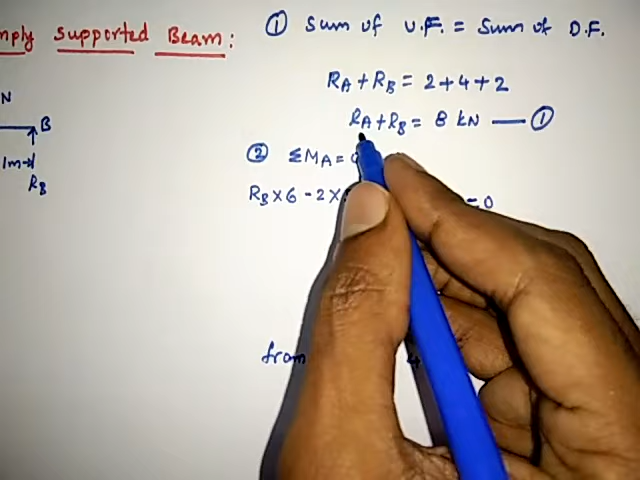 mply Supported Beam:
① Sum of U.F. = Sum of D.F.
RA + RB = 2+4+2
RA + RB = 8 kN — ①
N
B
1m
RB
② ΣMA = 0
RB × 6 - 2 × = 0
from